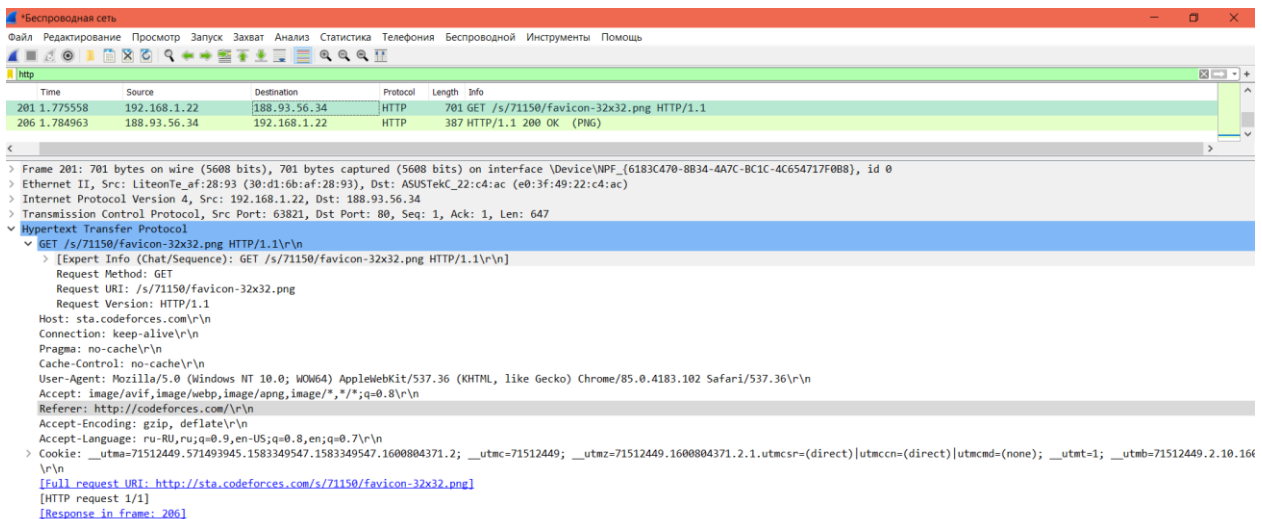 *Беспроводная сеть
Файл Редактирование Просмотр Запуск Захват Анализ Статистика Телефония Беспроводной Инструменты Помощь
http
Time Source Destination Protocol Length Info
201 1.775558 192.168.1.22 188.93.56.34 HTTP 701 GET /s/71150/favicon-32x32.png HTTP/1.1
206 1.784963 188.93.56.34 192.168.1.22 HTTP 387 HTTP/1.1 200 OK (PNG)
> Frame 201: 701 bytes on wire (5608 bits), 701 bytes captured (5608 bits) on interface \Device\NPF_{6183C470-8B34-4A7C-BC1C-4C654717F0B8}, id 0
> Ethernet II, Src: LiteonTe_af:28:93 (30:d1:6b:af:28:93), Dst: ASUSTekC_22:c4:ac (e0:3f:49:22:c4:ac)
> Internet Protocol Version 4, Src: 192.168.1.22, Dst: 188.93.56.34
> Transmission Control Protocol, Src Port: 63821, Dst Port: 80, Seq: 1, Ack: 1, Len: 647
Hypertext Transfer Protocol
GET /s/71150/favicon-32x32.png HTTP/1.1\r\n
> [Expert Info (Chat/Sequence): GET /s/71150/favicon-32x32.png HTTP/1.1\r\n]
Request Method: GET
Request URI: /s/71150/favicon-32x32.png
Request Version: HTTP/1.1
Host: sta.codeforces.com\r\n
Connection: keep-alive\r\n
Pragma: no-cache\r\n
Cache-Control: no-cache\r\n
User-Agent: Mozilla/5.0 (Windows NT 10.0; WOW64) AppleWebKit/537.36 (KHTML, like Gecko) Chrome/85.0.4183.102 Safari/537.36\r\n
Accept: image/avif,image/webp,image/apng,image/*,*/*;q=0.8\r\n
Referer: http://codeforces.com/\r\n
Accept-Encoding: gzip, deflate\r\n
Accept-Language: ru-RU,ru;q=0.9,en-US;q=0.8,en;q=0.7\r\n
> Cookie: __utma=71512449.571493945.1583349547.1583349547.1600804371.2; __utmc=71512449; __utmz=71512449.1600804371.2.1.utmcsr=(direct)|utmccn=(direct)|utmcmd=(none); __utmt=1; __utmb=71512449.2.10.160
\r\n
[Full request URI: http://sta.codeforces.com/s/71150/favicon-32x32.png]
[HTTP request 1/1]
[Response in frame: 206]